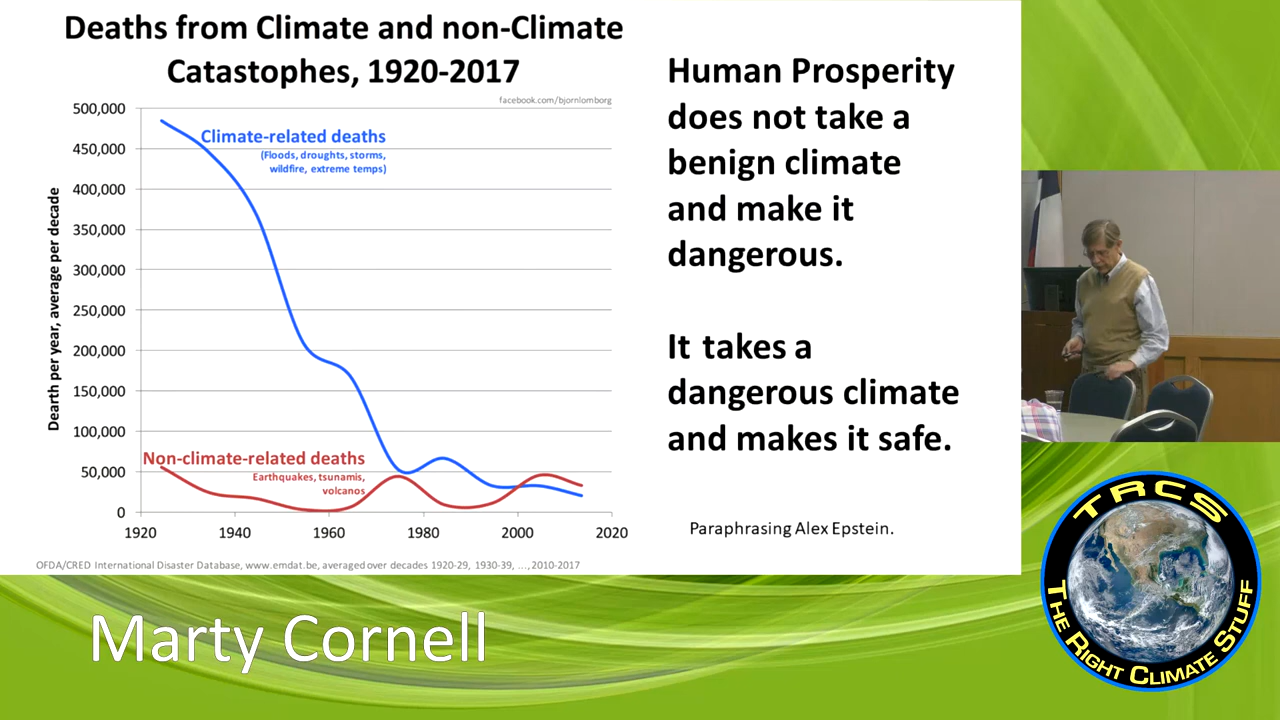 Deaths from Climate and non-Climate
Catastophes, 1920-2017
facebook.com/bjornlomborg
500,000
450,000
400,000
350,000
300,000
250,000
200,000
150,000
100,000
50,000
0
Dearth per year, average per decade
Climate-related deaths
(Floods, droughts, storms,
wildfire, extreme temps)
Non-climate-related deaths
Earthquakes, tsunamis,
volcanos
1920 1940 1960 1980 2000 2020
OFDA/CRED International Disaster Database, www.emdat.be, averaged over decades 1920-29, 1930-39, ...,2010-2017
Human Prosperity
does not take a
benign climate
and make it
dangerous.
It takes a
dangerous climate
and makes it safe.
Paraphrasing Alex Epstein.
Marty Cornell
TRCS
THE RIGHT CLIMATE STUFF